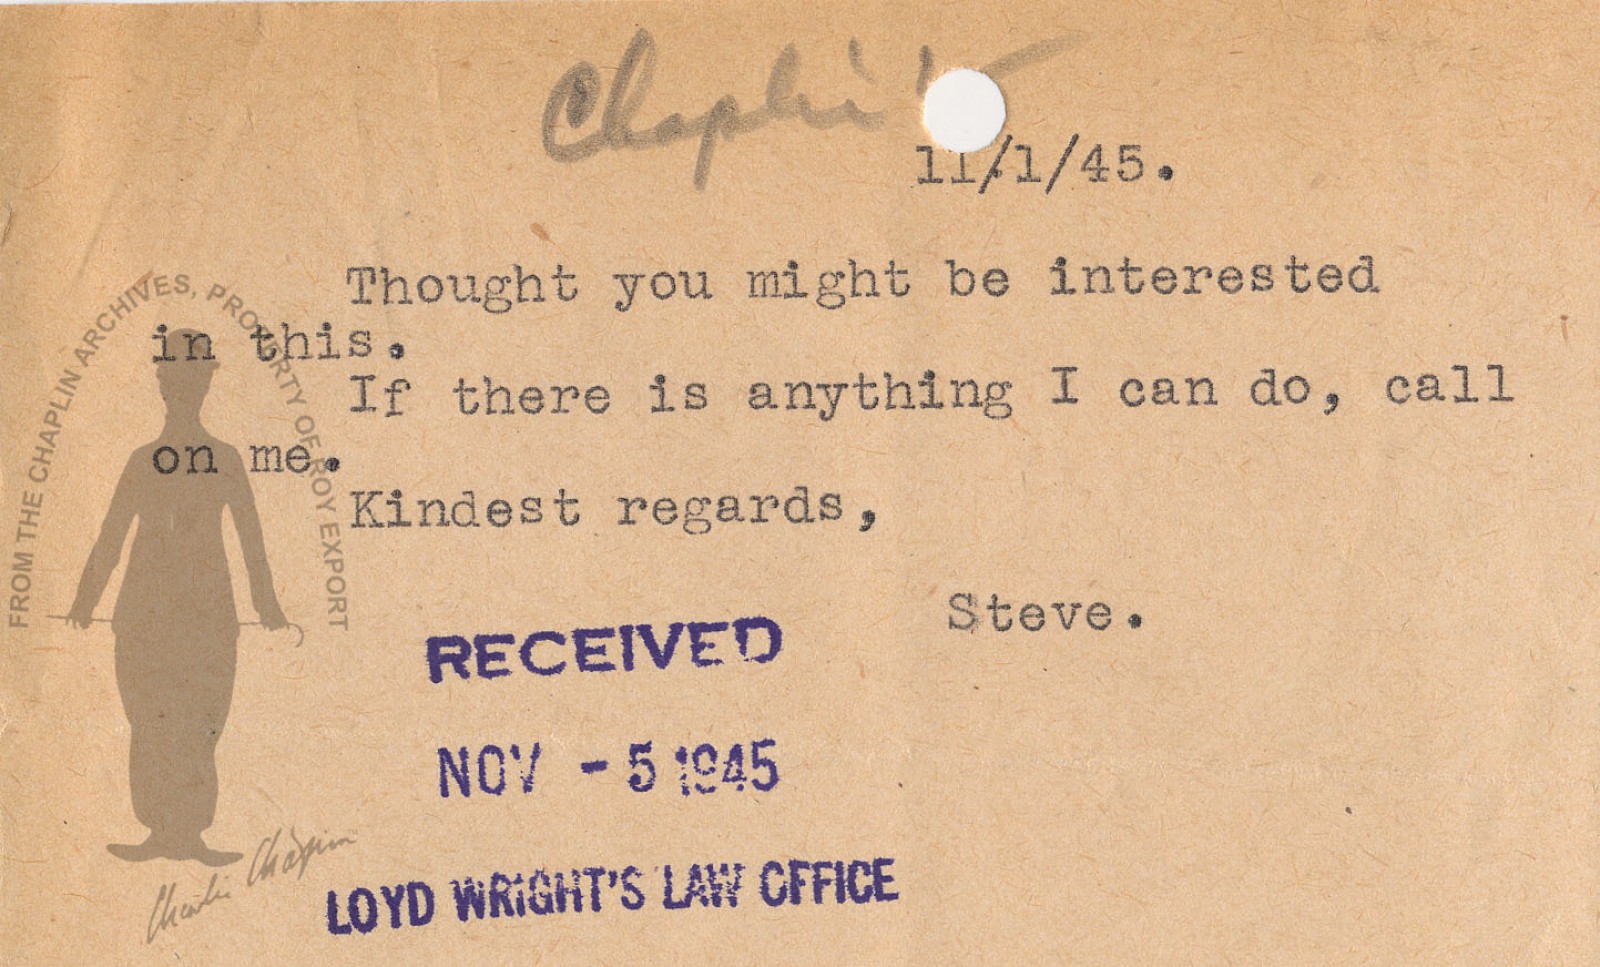 Chaplin
11/1/45.
Thought you might be interested
in this.
If there is anything I can do, call
on me.
Kindest regards,
Steve.
RECEIVED
NOV - 5 1945
LOYD WRIGHT'S LAW OFFICE
FROM THE CHAPLIN ARCHIVES, PROPERTY OF ROY EXPORT
Charlie Chaplin